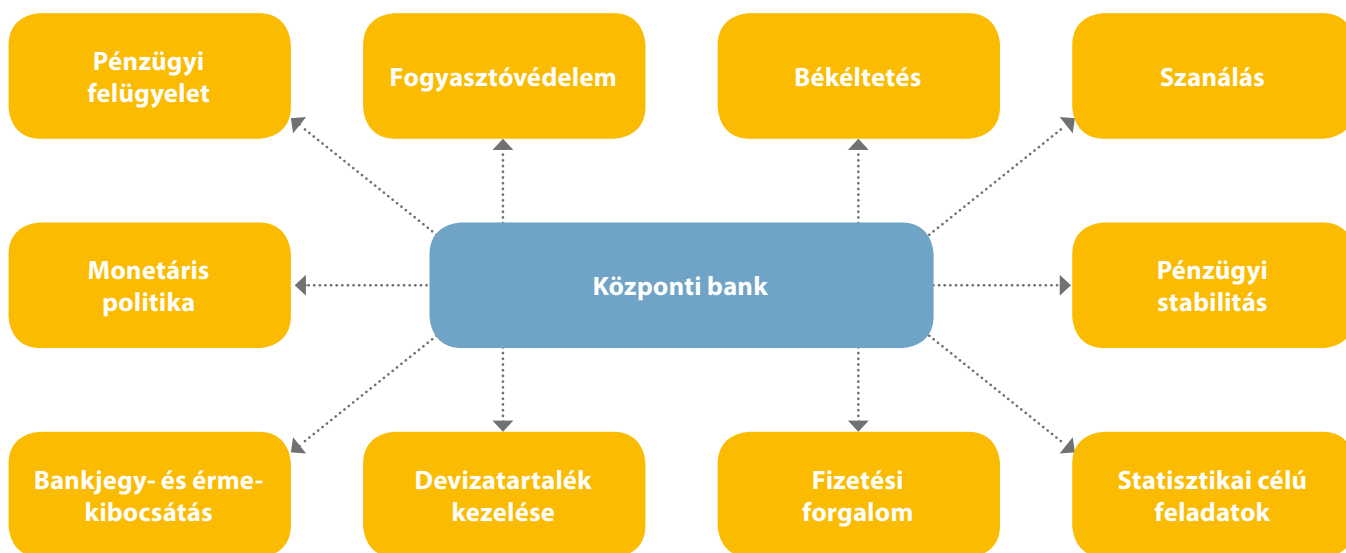 Pénzügyi
felügyelet
Fogyasztóvédelem
Békéltetés
Szanálás
Monetáris
politika
Központi bank
Pénzügyi
stabilitás
Bankjegy- és érme-
kibocsátás
Devizatartalék
kezelése
Fizetési
forgalom
Statisztikai célú
feladatok